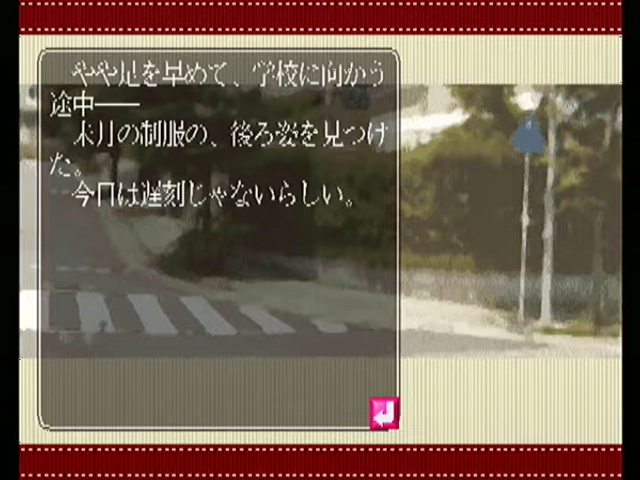 やや足を早めて、学校に向かう
途中――
未月の制服の、後ろ姿を見つけ
た。
今日は遅刻じゃないらしい。